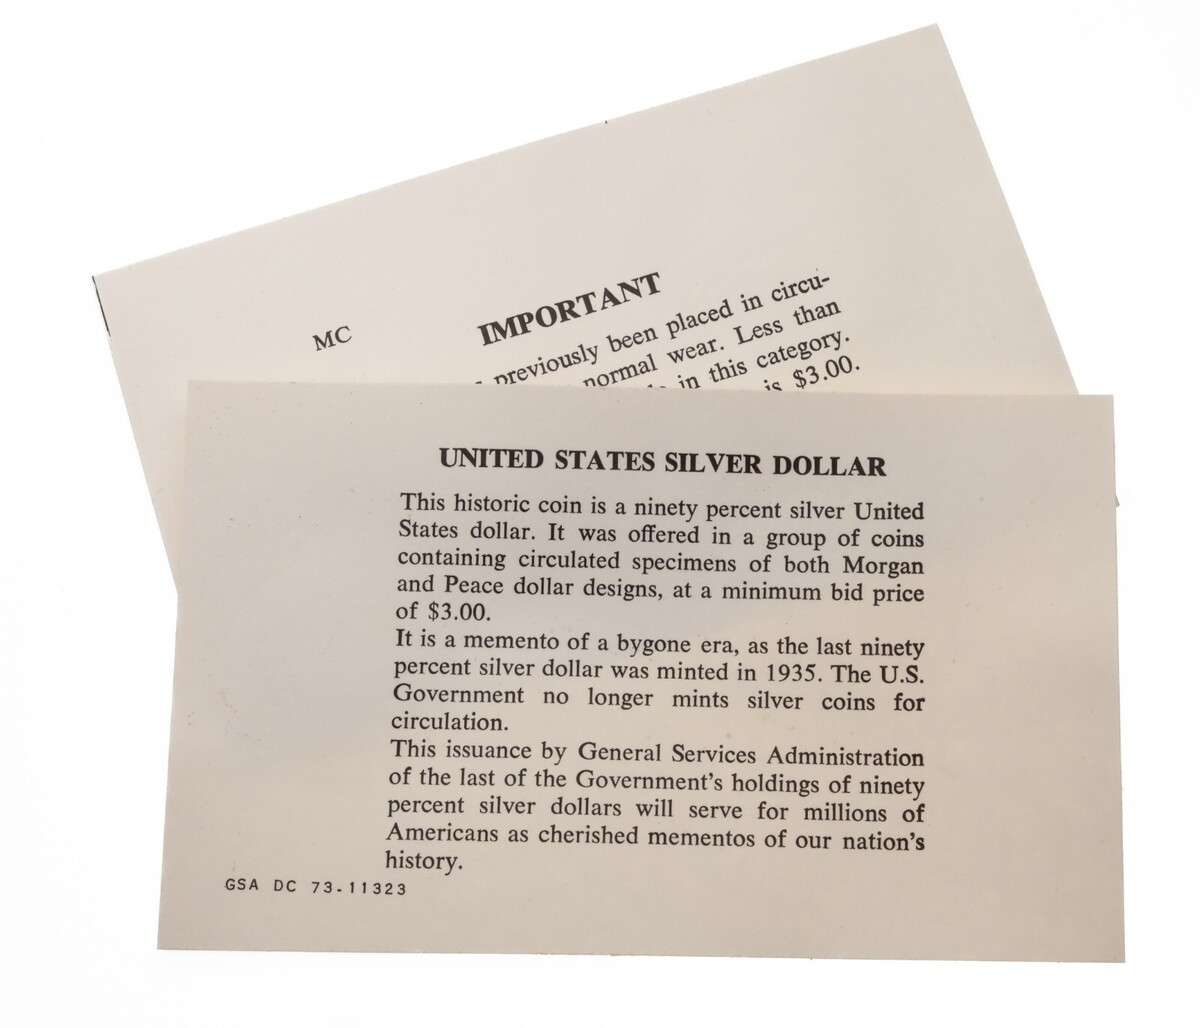 MC
IMPORTANT
previously been placed in circu-
normal wear. Less than
in this category.
is $3.00.
UNITED STATES SILVER DOLLAR
This historic coin is a ninety percent silver United
States dollar. It was offered in a group of coins
containing circulated specimens of both Morgan
and Peace dollar designs, at a minimum bid price
of $3.00.
It is a memento of a bygone era, as the last ninety
percent silver dollar was minted in 1935. The U.S.
Government no longer mints silver coins for
circulation.
This issuance by General Services Administration
of the last of the Government's holdings of ninety
percent silver dollars will serve for millions of
Americans as cherished mementos of our nation's
history.
GSA DC 73-11323